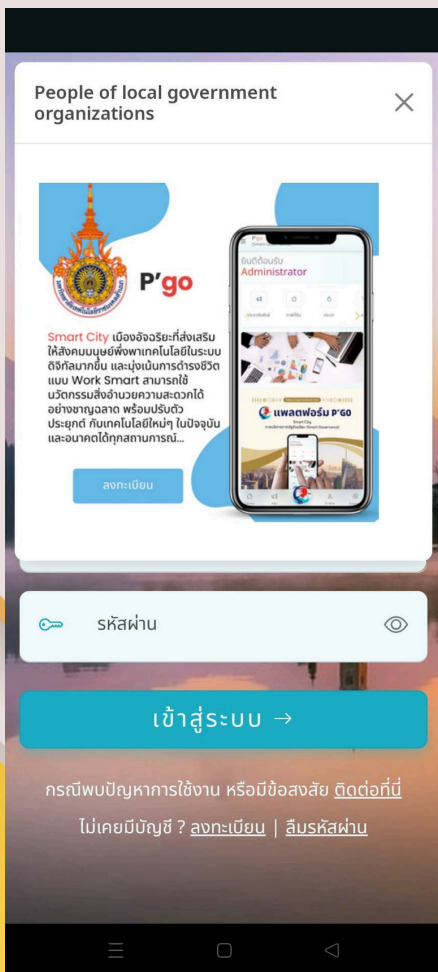 People of local government
organizations
P'go
Smart City เมืองอัจฉริยะที่ส่งเสริม
ให้สังคมมนุษย์พึ่งพาเทคโนโลยีในระบบ
ดิจิทัลมากขึ้น และมุ่งเน้นการดำรงชีวิต
แบบ Work Smart สามารถใช้
นวัตกรรมสิ่งอำนวยความสะดวกได้
อย่างชาญฉลาด พร้อมปรับตัว
ประยุกต์ กับเทคโนโลยีใหม่ๆ ในปัจจุบัน
และอนาคตได้ทุกสถานการณ์...
ลงทะเบียน
P'go
ยินดีต้อนรับ
Administrator
แพลตฟอร์ม P'GO
Smart City
รหัสผ่าน
เข้าสู่ระบบ →
กรณีพบปัญหาการใช้งาน หรือมีข้อสงสัย ติดต่อที่นี่
ไม่เคยมีบัญชี ? ลงทะเบียน | ลืมรหัสผ่าน